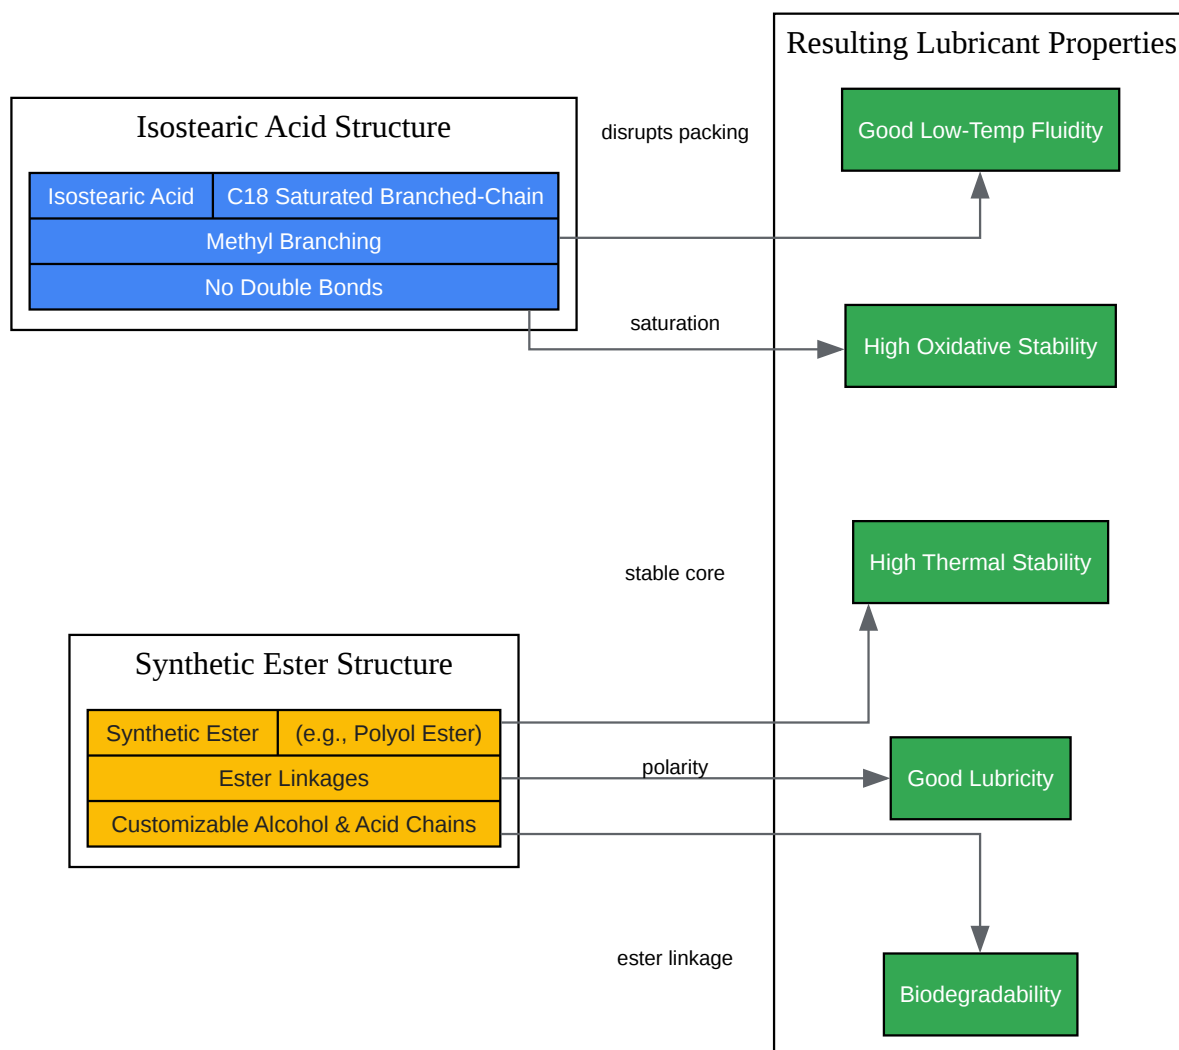 Isostearic Acid Structure
Isostearic Acid
C18 Saturated Branched-Chain
Methyl Branching
No Double Bonds
disrupts packing
saturation
stable core
Synthetic Ester Structure
Synthetic Ester
(e.g., Polyol Ester)
Ester Linkages
Customizable Alcohol & Acid Chains
polarity
ester linkage
Resulting Lubricant Properties
Good Low-Temp Fluidity
High Oxidative Stability
High Thermal Stability
Good Lubricity
Biodegradability